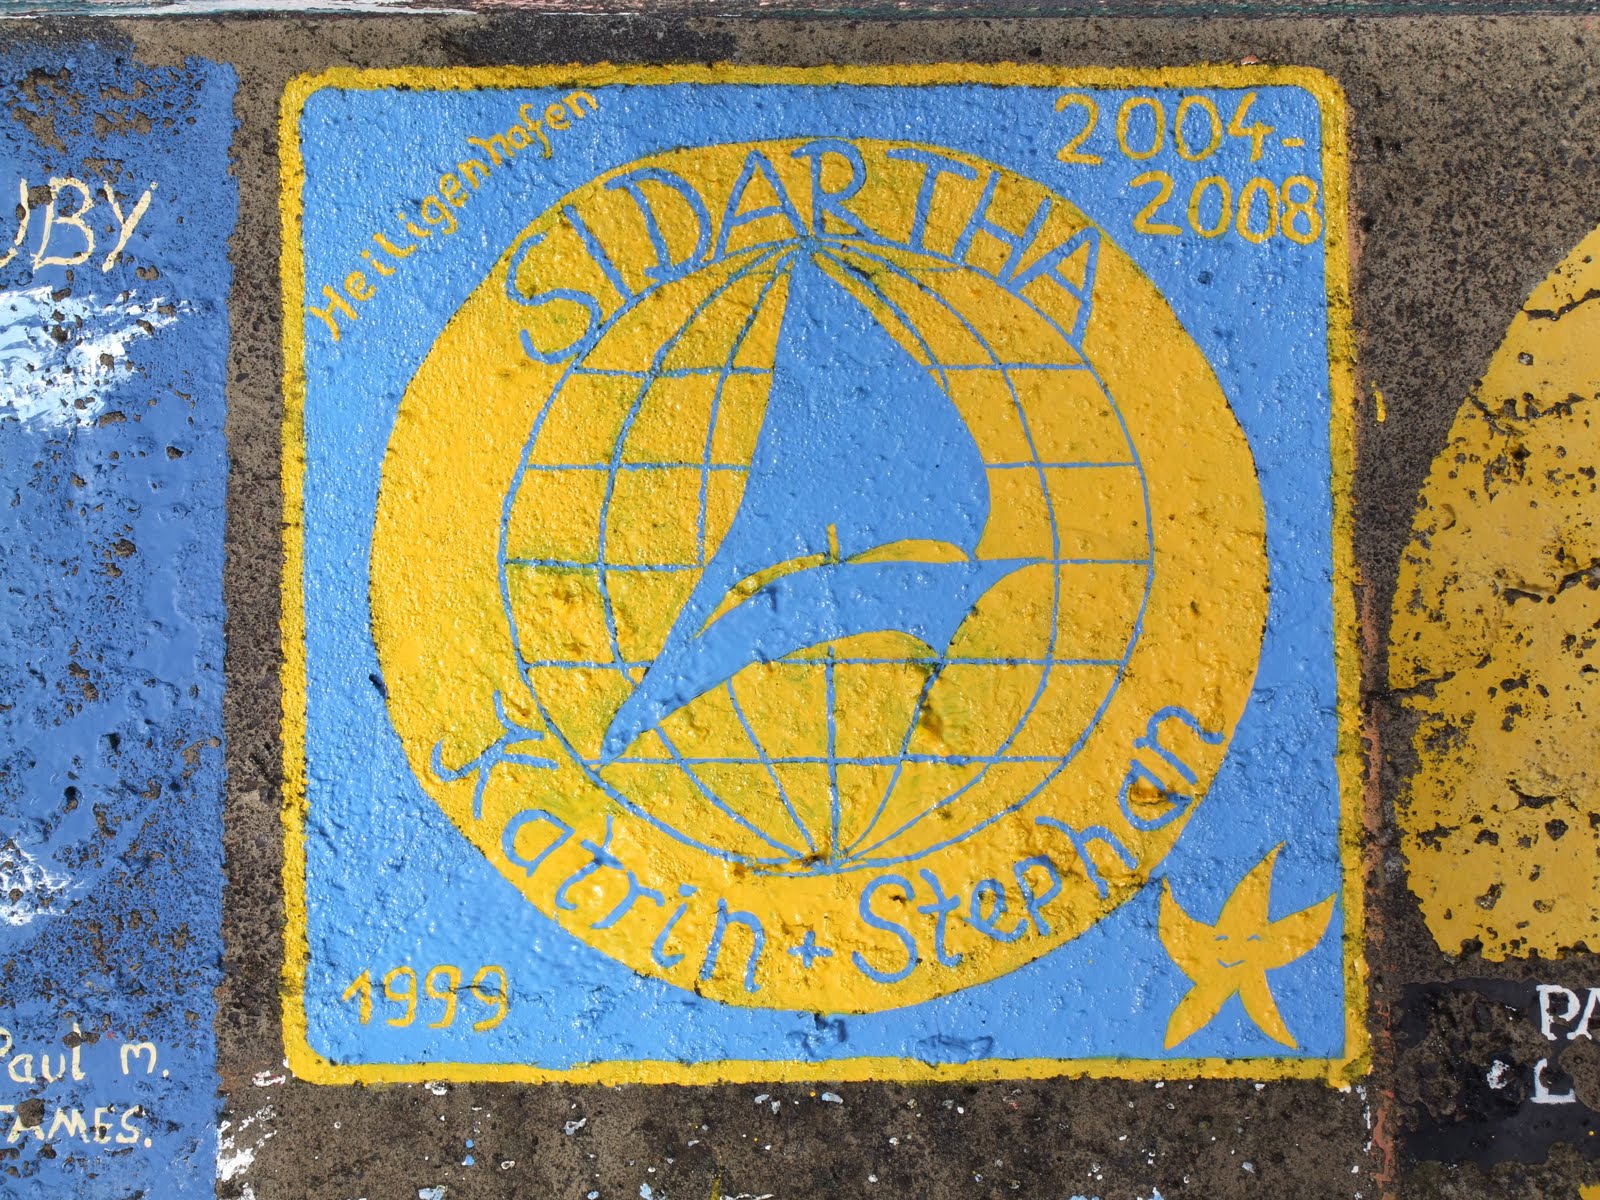 Heiligenhafen
2004-
2008
SIDARTHA
Katrin + Stephan
1999
UBY
Paul M.
JAMES.
PA
L